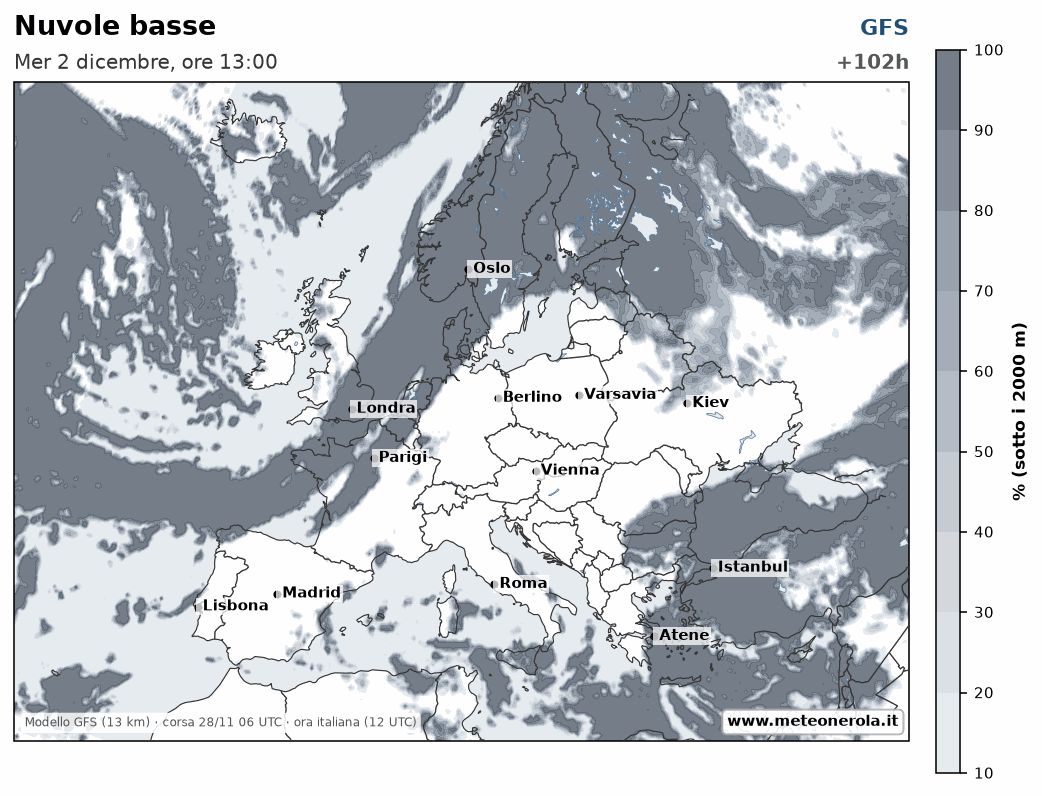 Nuvole basse
GFS
Mer 2 dicembre, ore 13:00
+102h
100
90
80
70
60
50
40
30
20
10
% (sotto i 2000 m)
Oslo
Berlino
Varsavia
Kiev
Londra
Parigi
Vienna
Istanbul
Roma
Madrid
Lisbona
Atene
Modello GFS (13 km) · corsa 28/11 06 UTC · ora italiana (12 UTC)
www.meteonerola.it